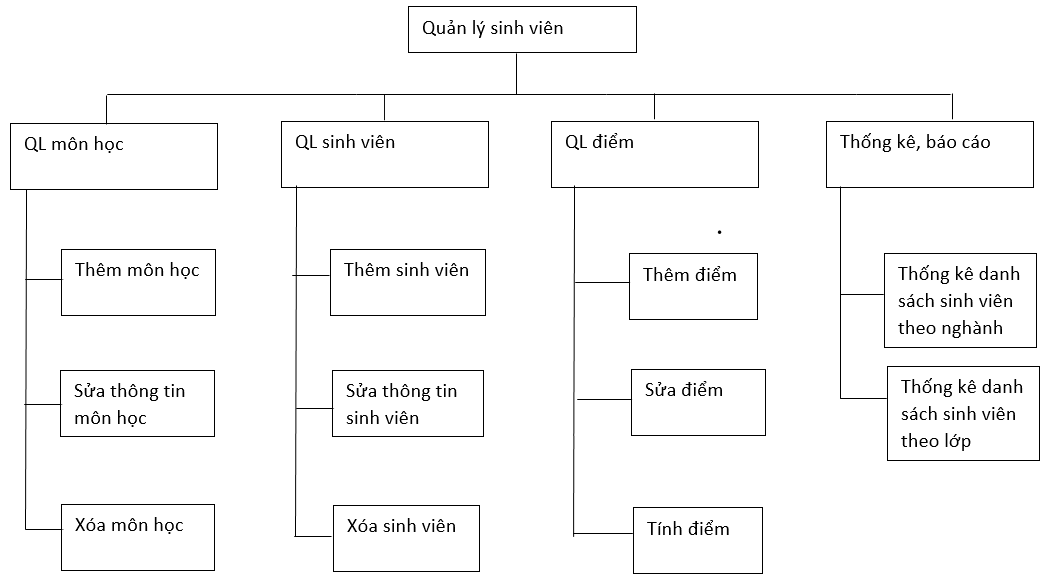 Quản lý sinh viên
QL môn học
QL sinh viên
QL điểm
Thống kê, báo cáo
Thêm môn học
Thêm sinh viên
Thêm điểm
Thống kê danh
sách sinh viên
theo nghành
Sửa thông tin
môn học
Sửa thông tin
sinh viên
Sửa điểm
Thống kê danh
sách sinh viên
theo lớp
Xóa môn học
Xóa sinh viên
Tính điểm